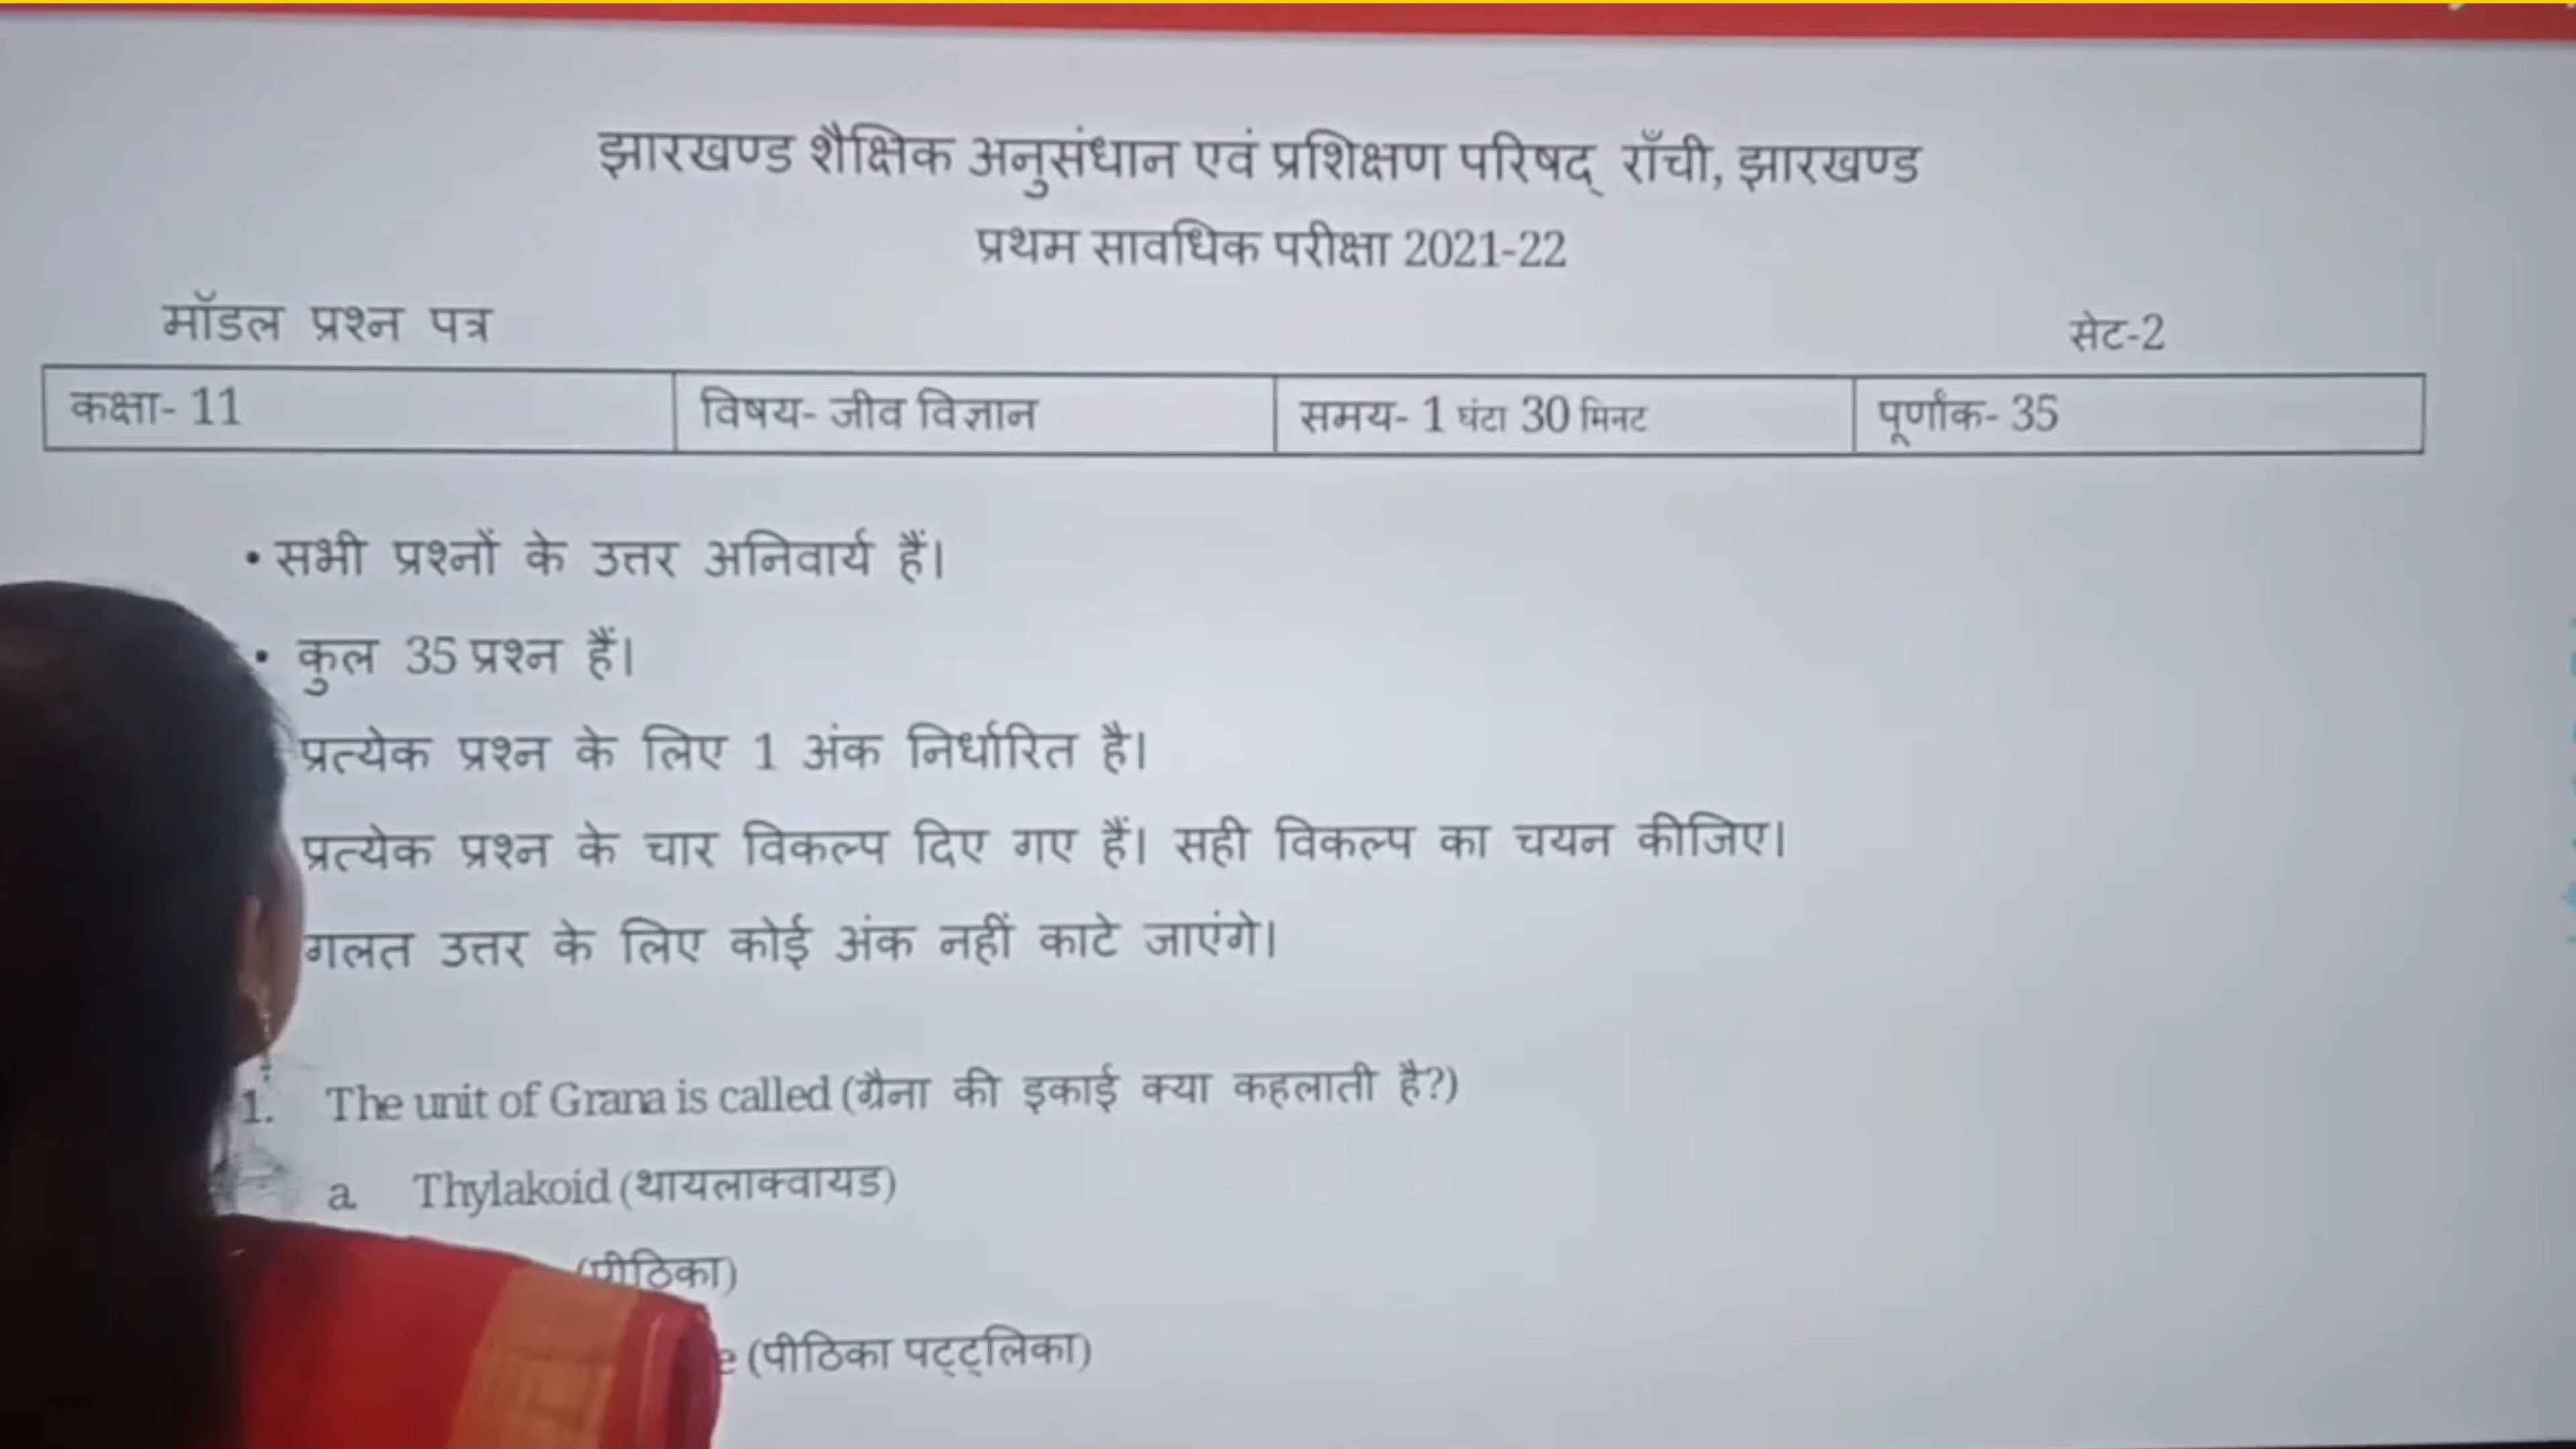 झारखण्ड शैक्षिक अनुसंधान एवं प्रशिक्षण परिषद् राँची, झारखण्ड
प्रथम सावधिक परीक्षा 2021-22
मॉडल प्रश्न पत्र सेट-2
कक्षा- 11 विषय- जीव विज्ञान समय- 1 घंटा 30 मिनट पूर्णांक- 35
• सभी प्रश्नों के उत्तर अनिवार्य हैं।
• कुल 35 प्रश्न हैं।
प्रत्येक प्रश्न के लिए 1 अंक निर्धारित है।
प्रत्येक प्रश्न के चार विकल्प दिए गए हैं। सही विकल्प का चयन कीजिए।
गलत उत्तर के लिए कोई अंक नहीं काटे जाएंगे।
1. The unit of Grana is called (ग्रैना की इकाई क्या कहलाती है?)
a Thylakoid (थायलाक्वायड)
(पीठिका)
(पीठिका पट्ट्लिका)